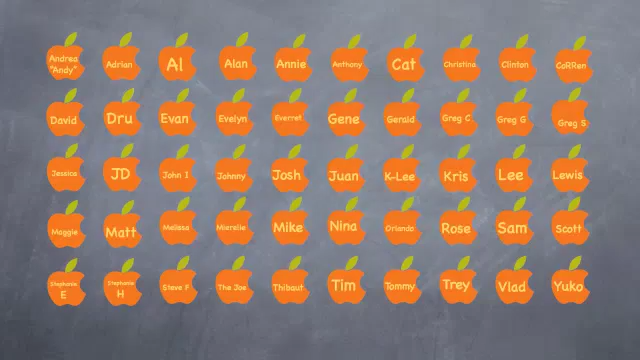 Andrea
"Andy"
Adrian
Al
Alan
Annie
Anthony
Cat
Christina
Clinton
CoRRen
David
Dru
Evan
Evelyn
Everret
Gene
Gerald
Greg C
Greg G
Greg S
Jessica
JD
John I
Johnny
Josh
Juan
K-Lee
Kris
Lee
Lewis
Maggie
Matt
Melissa
Mike
Nina
Orlando
Rose
Sam
Scott
Stephanie
E
Stephanie
H
Steve F
The Joe
Thibaut
Tim
Tommy
Trey
Vlad
Yuko